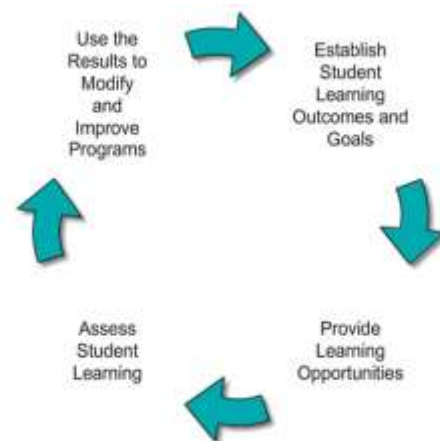 Use the
Results to
Modify
and
Improve
Programs
Establish
Student
Learning
Outcomes and
Goals
Provide
Learning
Opportunities
Assess
Student
Learning